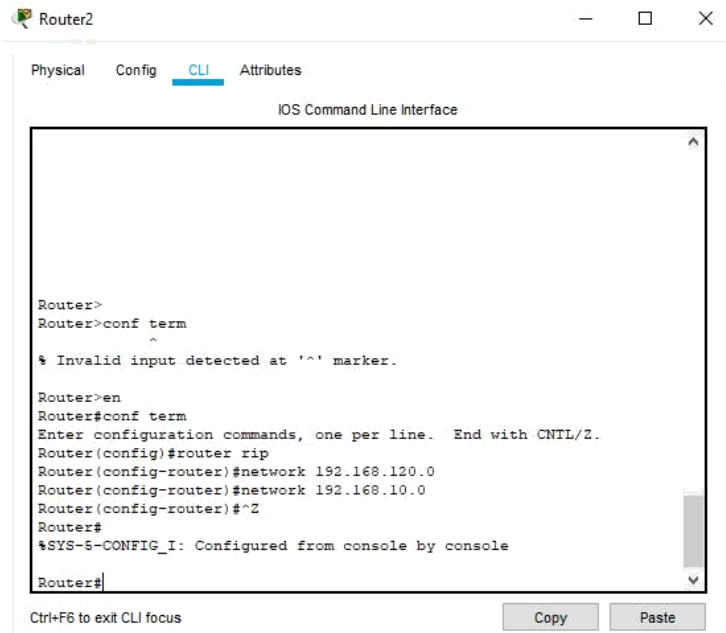 Router2
Physical Config CLI Attributes
IOS Command Line Interface
Router>
Router>conf term
^
% Invalid input detected at '^' marker.
Router>en
Router#conf term
Enter configuration commands, one per line. End with CNTL/Z.
Router(config)#router rip
Router(config-router)#network 192.168.120.0
Router(config-router)#network 192.168.10.0
Router(config-router)#^Z
Router#
%SYS-5-CONFIG_I: Configured from console by console
Router#
Ctrl+F6 to exit CLI focus Copy Paste